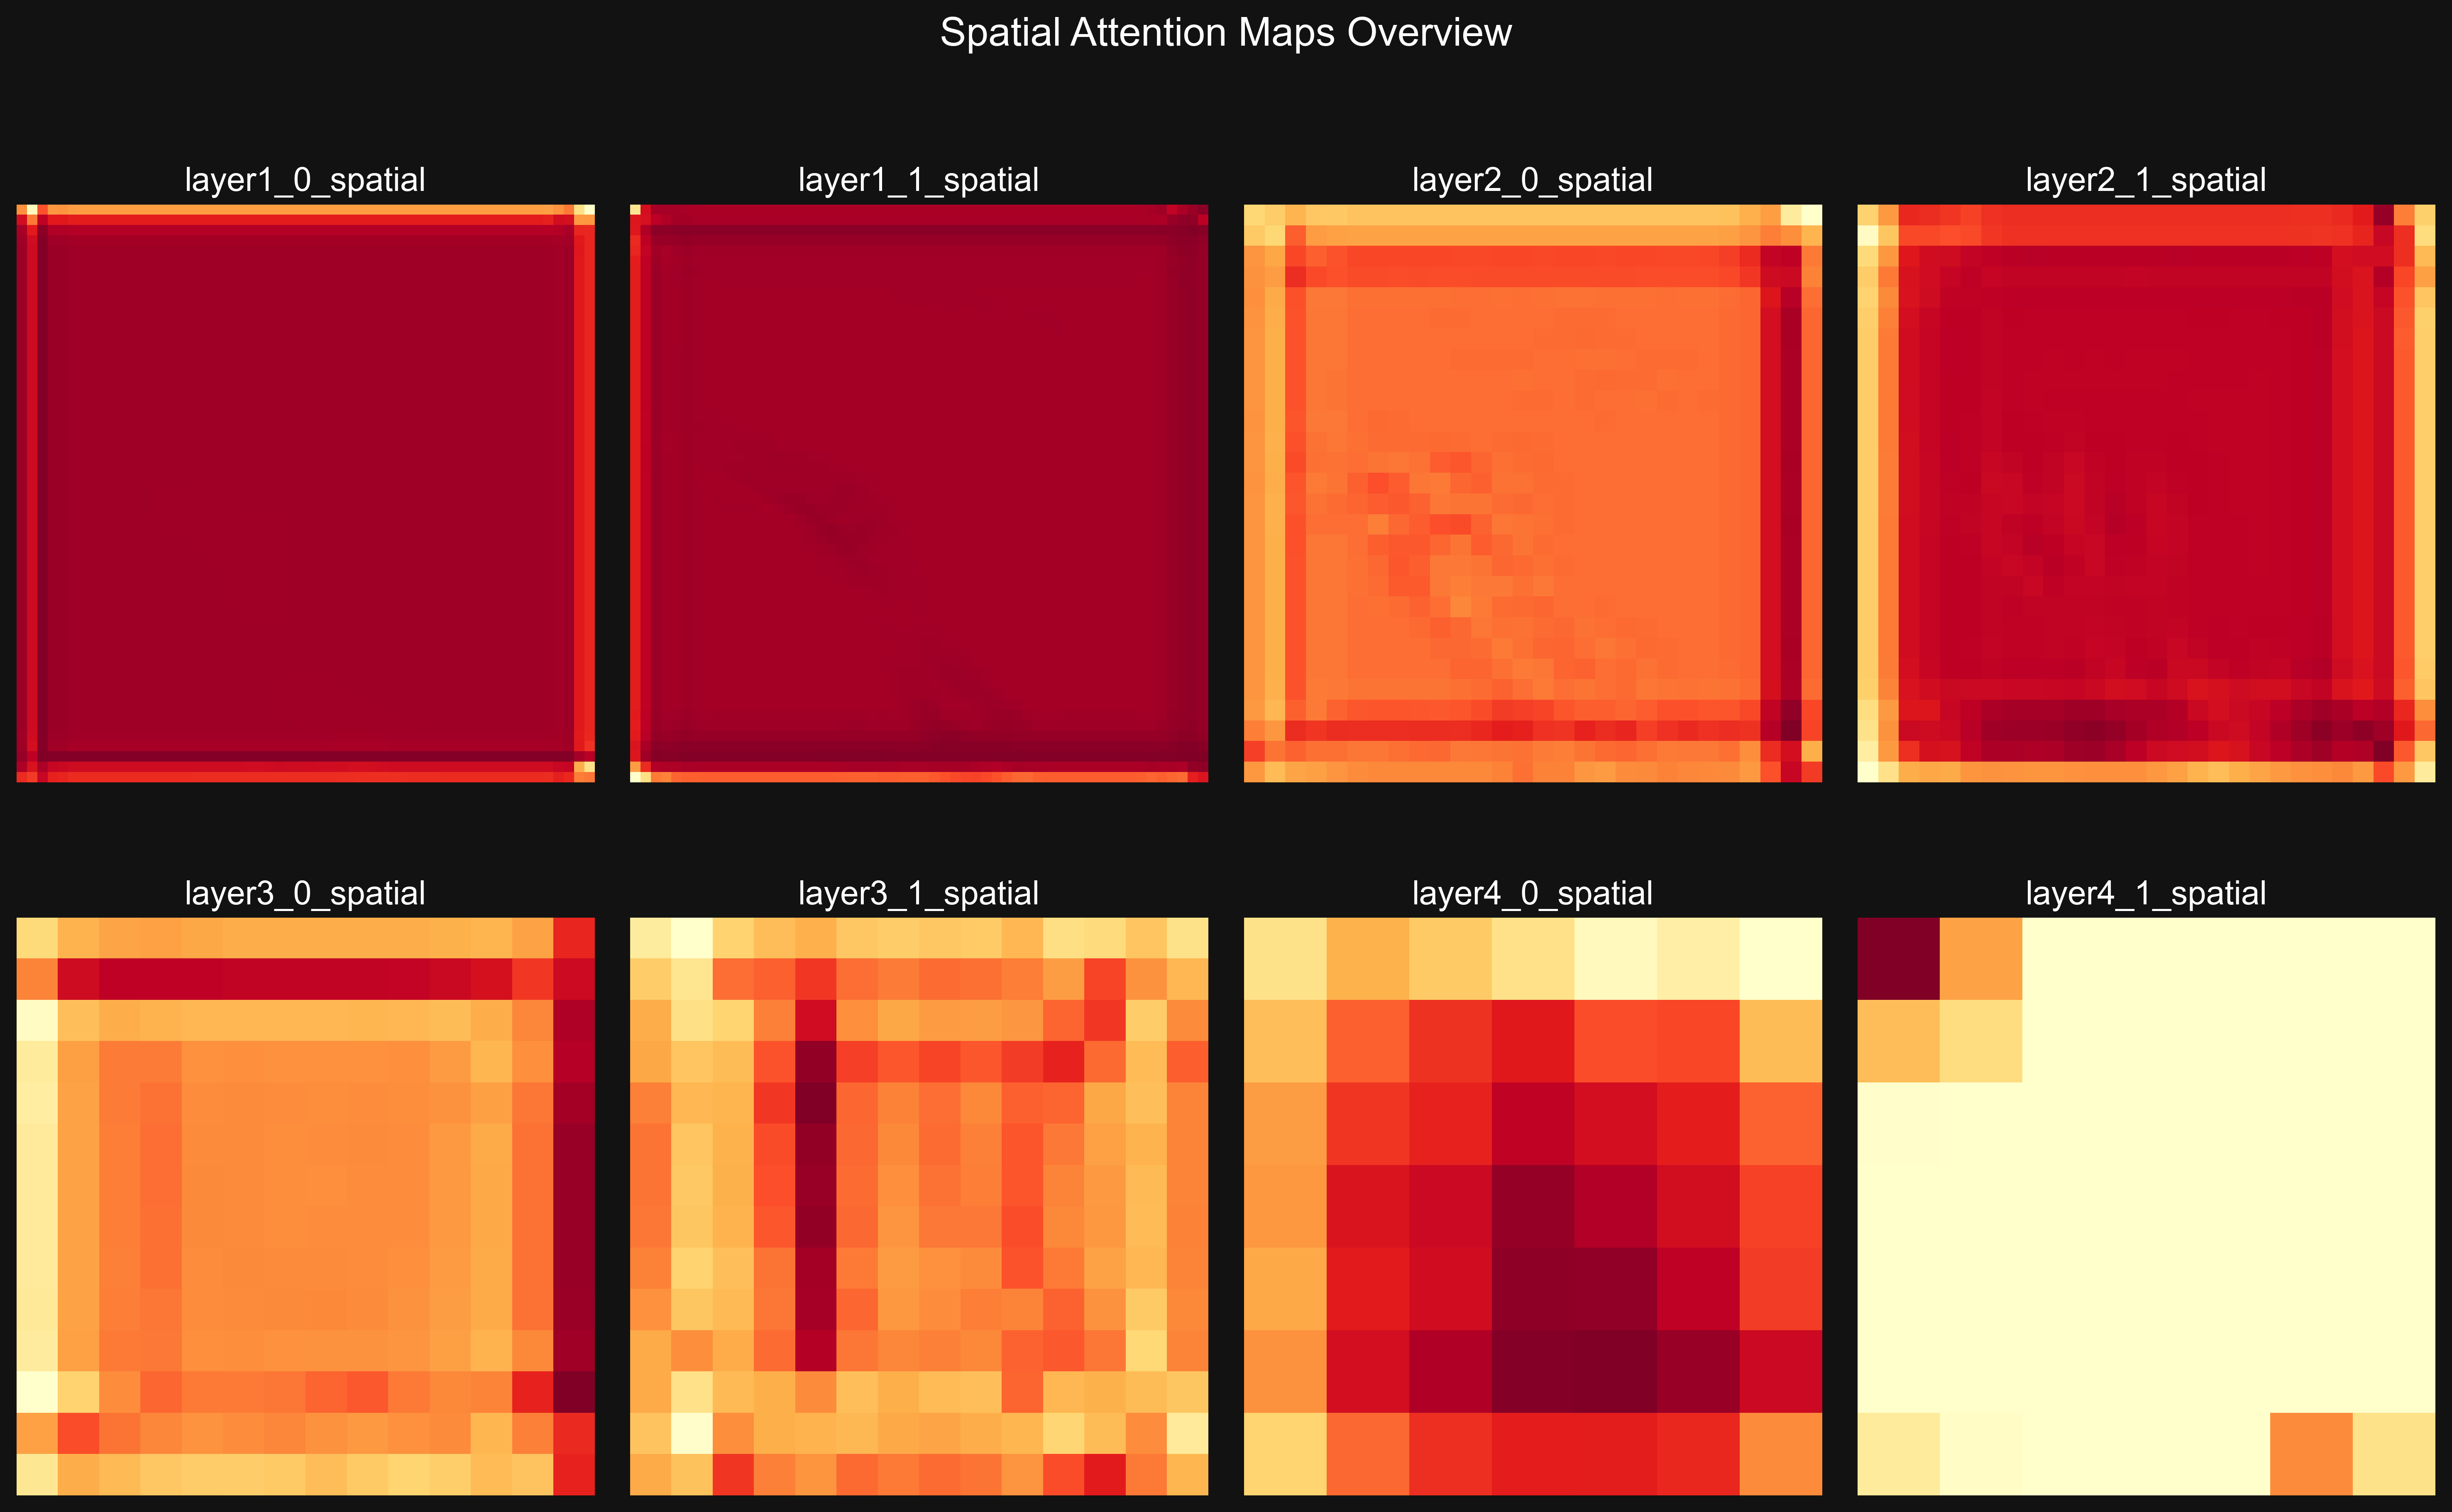 Spatial Attention Maps Overview
layer1_0_spatial
layer1_1_spatial
layer2_0_spatial
layer2_1_spatial
layer3_0_spatial
layer3_1_spatial
layer4_0_spatial
layer4_1_spatial